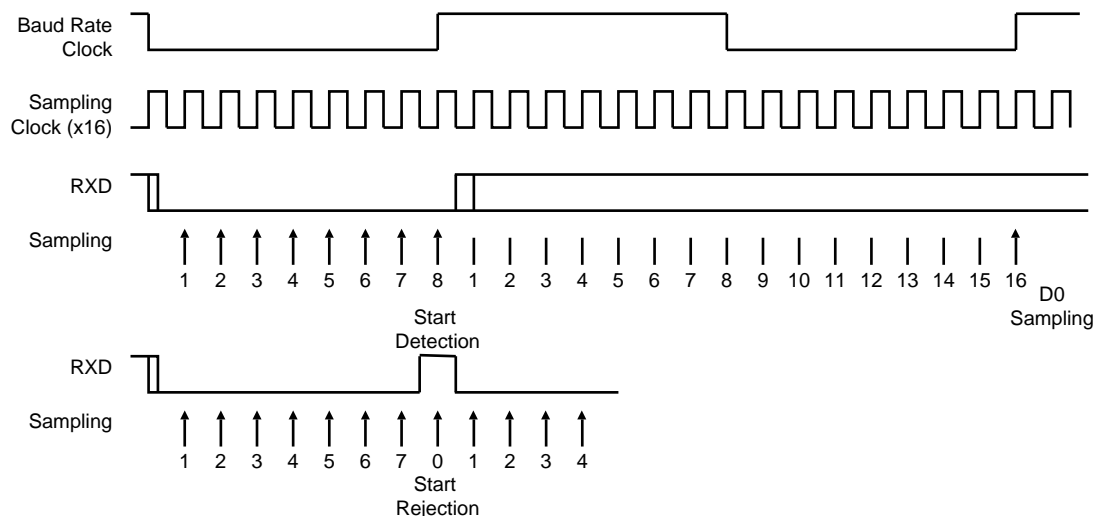 Baud Rate
Clock
Sampling
Clock (x16)
RXD
Sampling
1 2 3 4 5 6 7 8 1 2 3 4 5 6 7 8 9 10 11 12 13 14 15 16
D0
Sampling
Start
Detection
RXD
Sampling
1 2 3 4 5 6 7 0 1 2 3 4
Start
Rejection